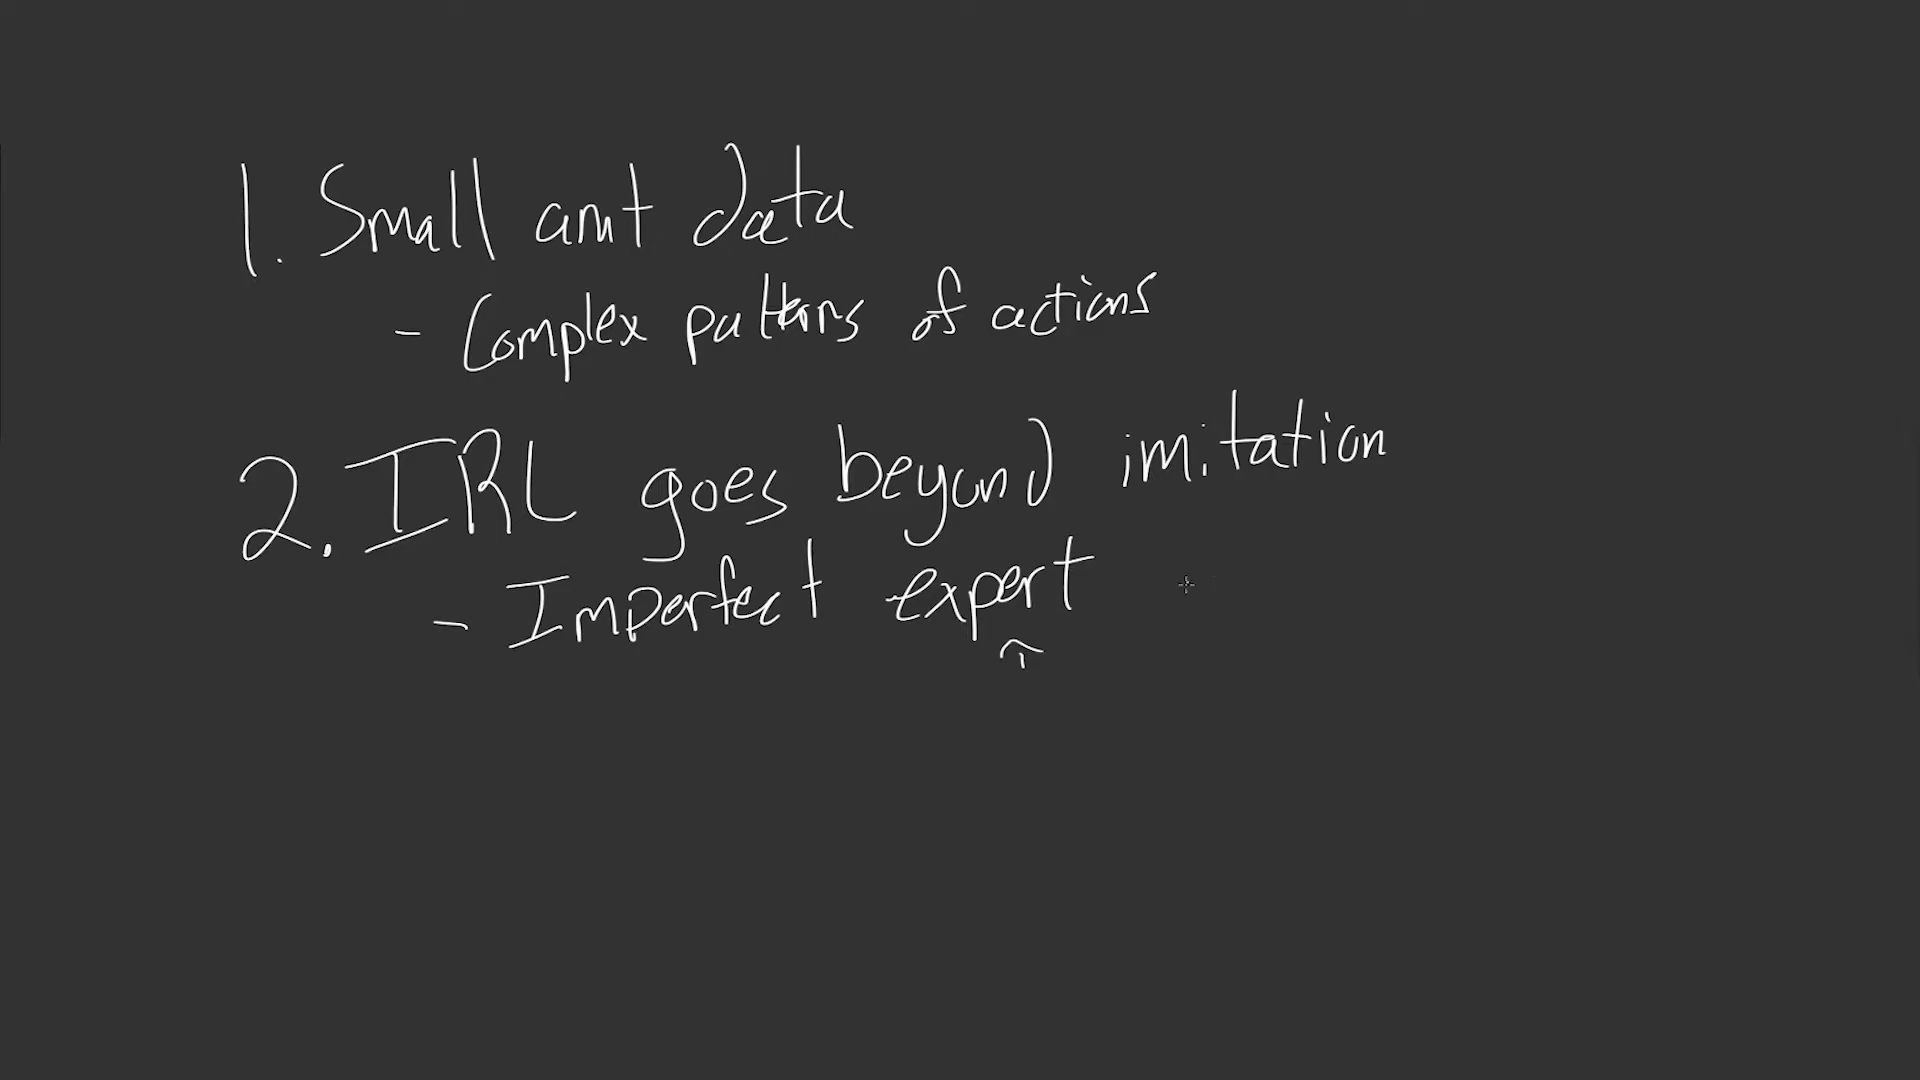 1. Small amt data
- Complex patterns of actions
2. IRL goes beyond imitation
- Imperfect expert